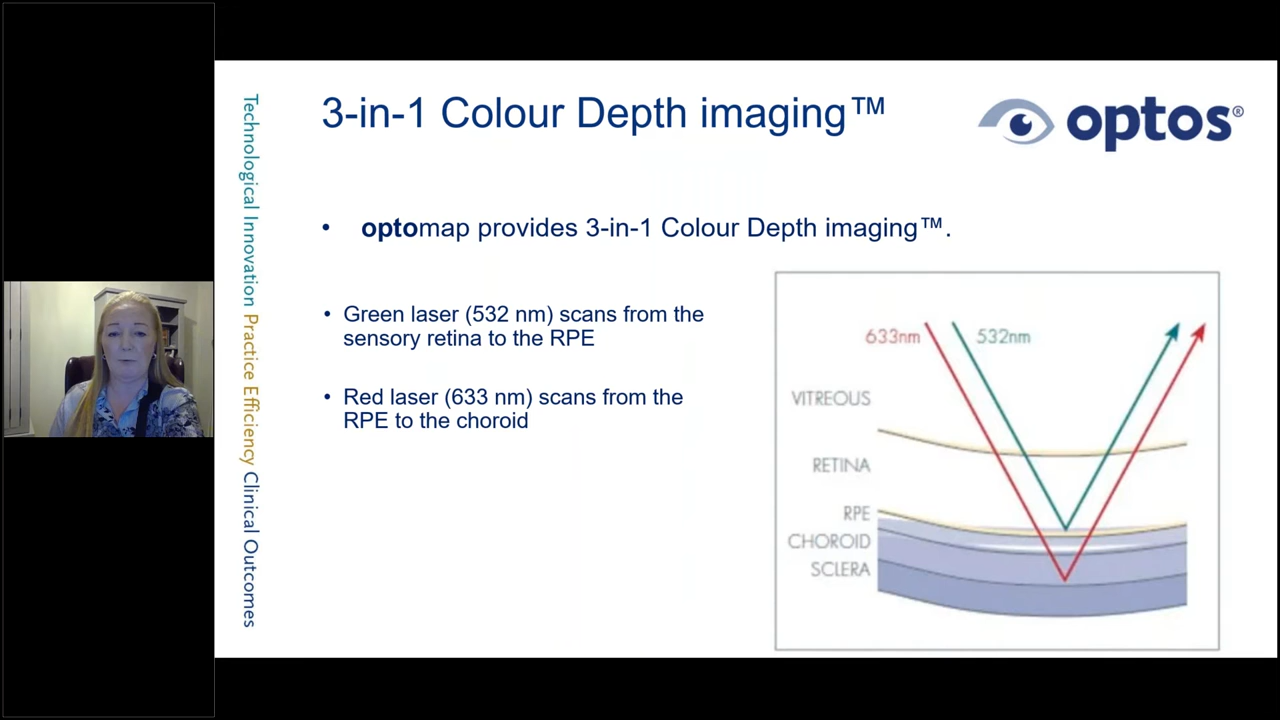 3-in-1 Colour Depth imaging™
optos®
Technological Innovation Practice Efficiency Clinical Outcomes
• optomap provides 3-in-1 Colour Depth imaging™.
• Green laser (532 nm) scans from the
sensory retina to the RPE
• Red laser (633 nm) scans from the
RPE to the choroid
633nm
532nm
VITREOUS
RETINA
RPE
CHOROID
SCLERA